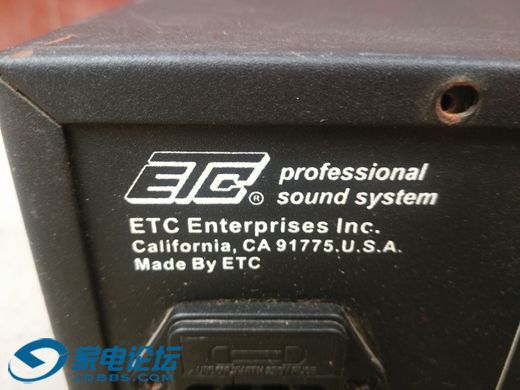 ETC® professional
sound system
ETC Enterprises Inc.
California, CA 91775.U.S.A.
Made By ETC
家电论坛
JDBBS.COM